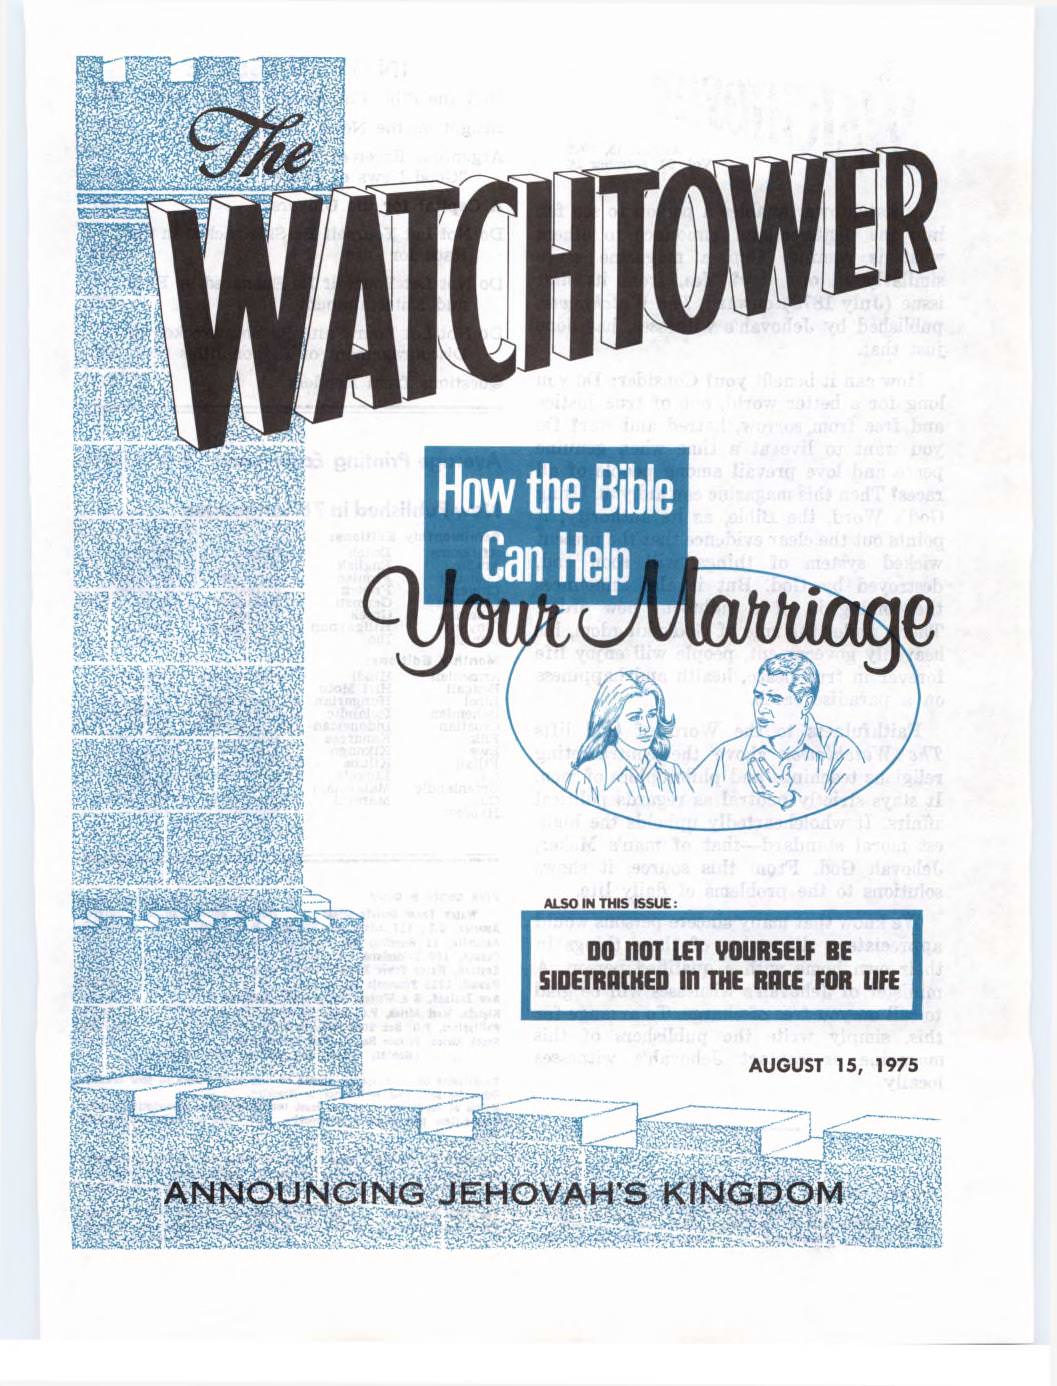 The
WATCHTOWER
How the Bible
Can Help
Your Marriage
ALSO IN THIS ISSUE:
DO NOT LET YOURSELF BE
SIDETRACKED IN THE RACE FOR LIFE
AUGUST 15, 1975
ANNOUNCING JEHOVAH'S KINGDOM